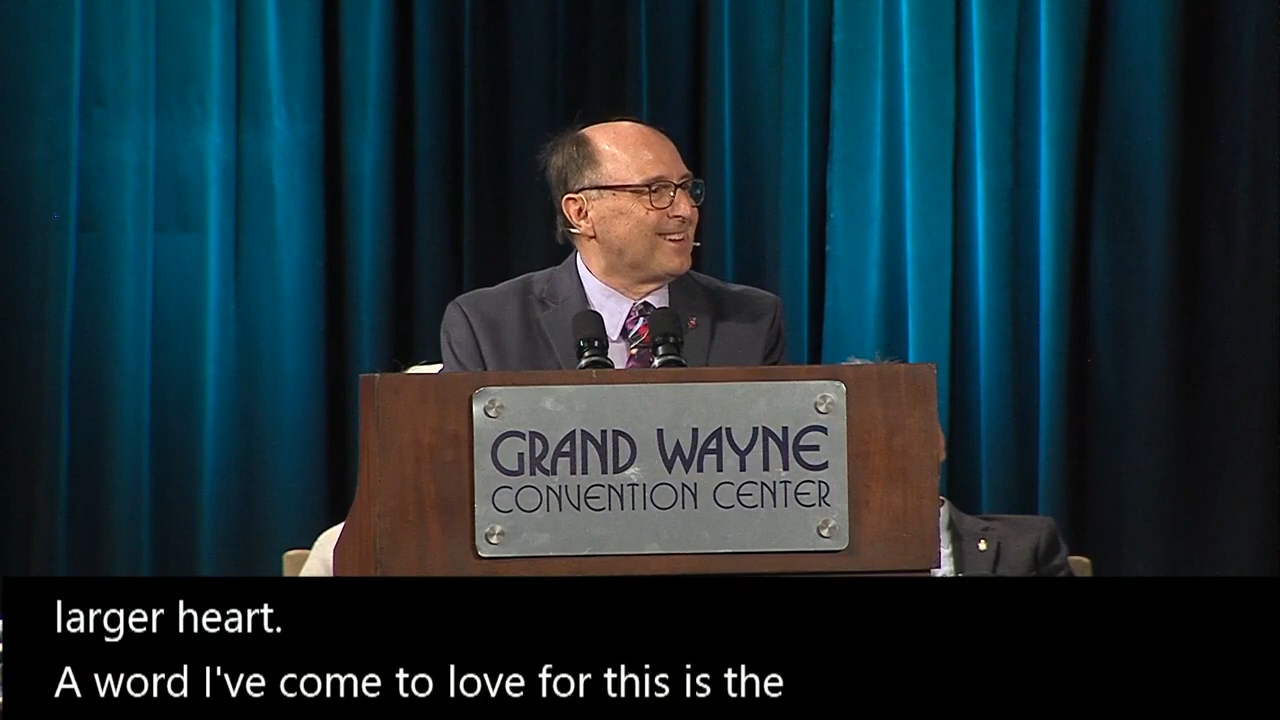 GRAND WAYNE
CONVENTION CENTER
larger heart.
A word I've come to love for this is the